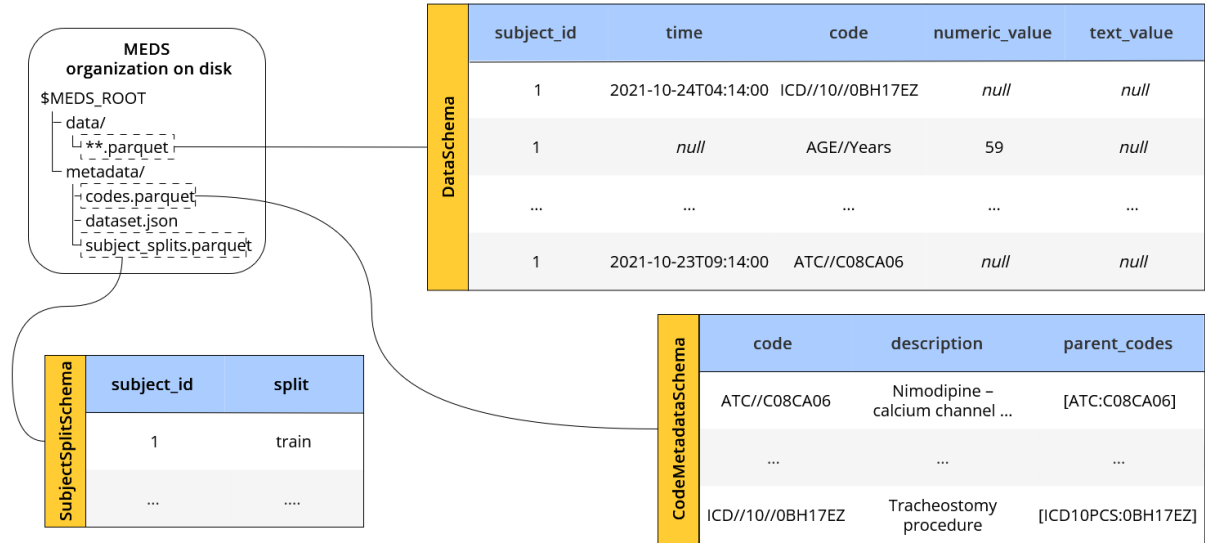 MEDS
organization on disk
$MEDS_ROOT
data/
**.parquet
metadata/
codes.parquet
dataset.json
subject_splits.parquet
DataSchema
subject_id time code numeric_value text_value
1 2021-10-24T04:14:00 ICD//10//0BH17EZ null null
1 null AGE//Years 59 null
... ... ... ... ...
1 2021-10-23T09:14:00 ATC//C08CA06 null null
SubjectSplitSchema
subject_id split
1 train
... ....
CodeMetadataSchema
code description parent_codes
ATC//C08CA06 Nimodipine – calcium channel ... [ATC:C08CA06]
... ... ...
ICD//10//0BH17EZ Tracheostomy procedure [ICD10PCS:0BH17EZ]